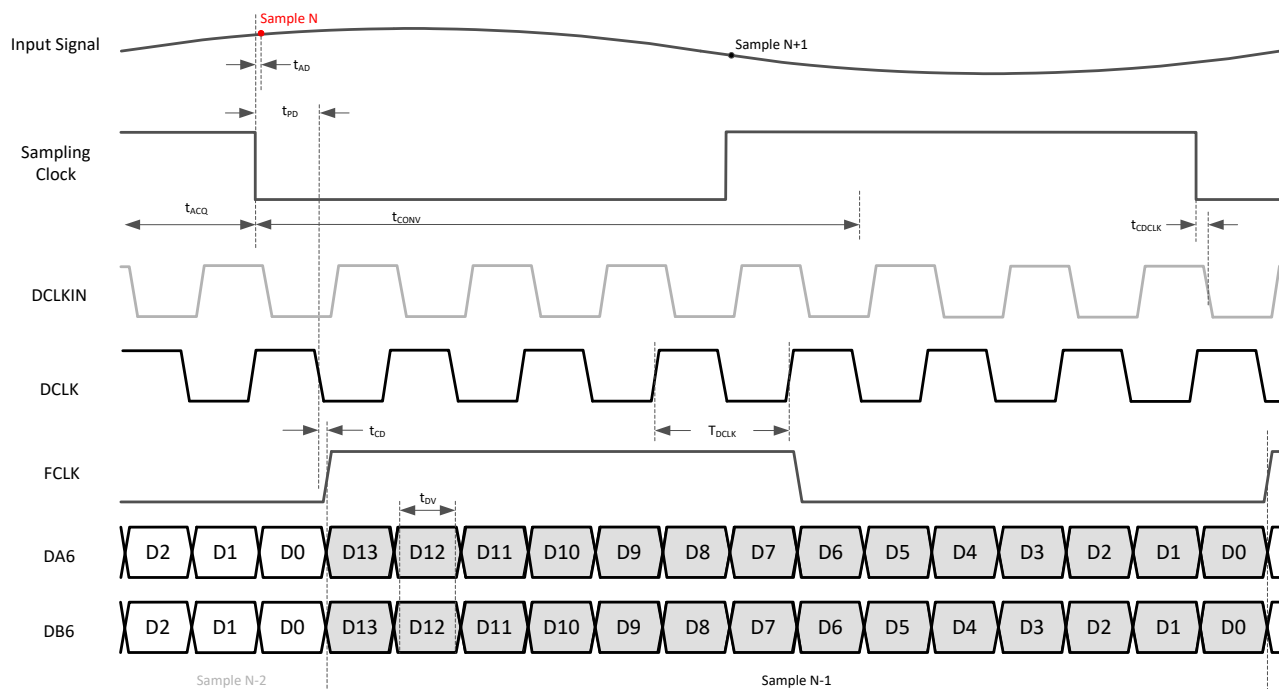 Sample N
Input Signal
Sample N+1
tAD
tPD
Sampling
Clock
tACQ
tCONV
tCDCLK
DCLKIN
DCLK
tCD
TDCLK
FCLK
tDV
DA6 D2 D1 D0 D13 D12 D11 D10 D9 D8 D7 D6 D5 D4 D3 D2 D1 D0
DB6 D2 D1 D0 D13 D12 D11 D10 D9 D8 D7 D6 D5 D4 D3 D2 D1 D0
Sample N-2 Sample N-1